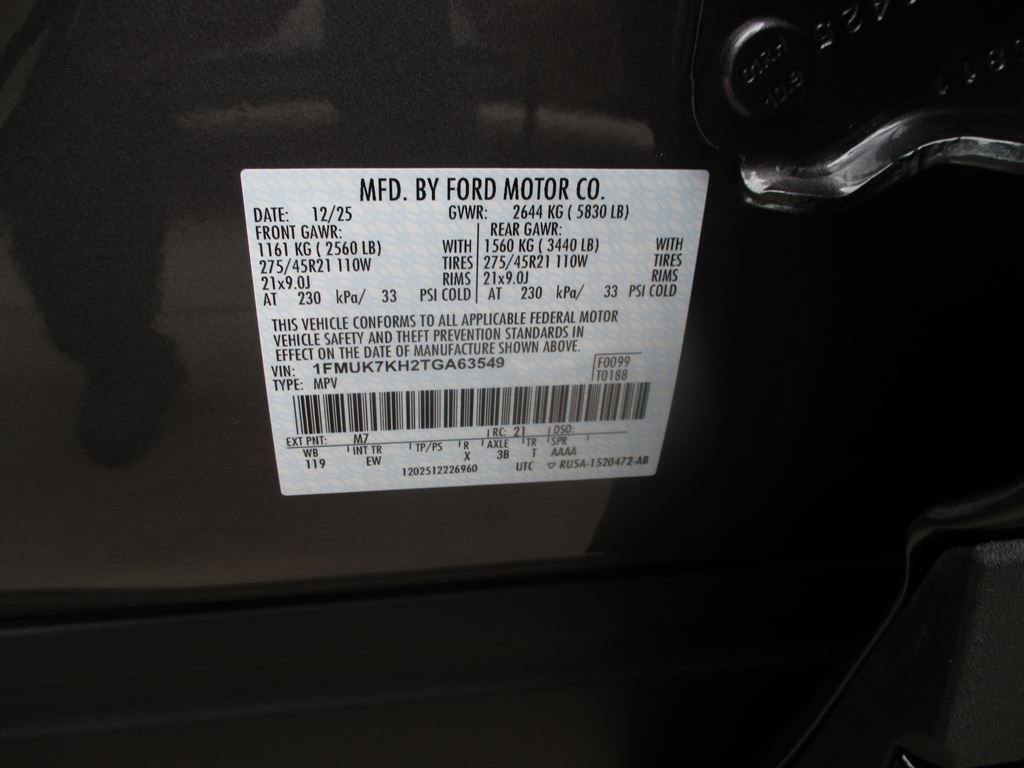 MFD. BY FORD MOTOR CO.
DATE: 12/25 GVWR: 2644 KG ( 5830 LB)
FRONT GAWR: REAR GAWR:
1161 KG ( 2560 LB) WITH 1560 KG ( 3440 LB) WITH
275/45R21 110W TIRES 275/45R21 110W TIRES
21x9.0J RIMS 21x9.0J RIMS
AT 230 kPa/ 33 PSI COLD AT 230 kPa/ 33 PSI COLD
THIS VEHICLE CONFORMS TO ALL APPLICABLE FEDERAL MOTOR
VEHICLE SAFETY AND THEFT PREVENTION STANDARDS IN
EFFECT ON THE DATE OF MANUFACTURE SHOWN ABOVE.
VIN: 1FMUK7KH2TGA63549 F0099
TYPE: MPV T0188
EXT PNT: M7 RC: 21 DSO:
WB INT TR TP/PS R AXLE TR SPR
119 EW X 3B T AAAA
1202512226960 UTC ▽ RU5A-1520472-AB
01RH
10.9